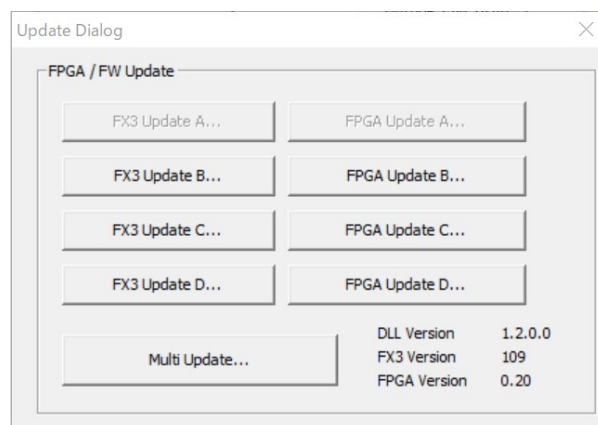 Update Dialog
FPGA / FW Update
FX3 Update A... FPGA Update A...
FX3 Update B... FPGA Update B...
FX3 Update C... FPGA Update C...
FX3 Update D... FPGA Update D...
Multi Update...
DLL Version 1.2.0.0
FX3 Version 109
FPGA Version 0.20